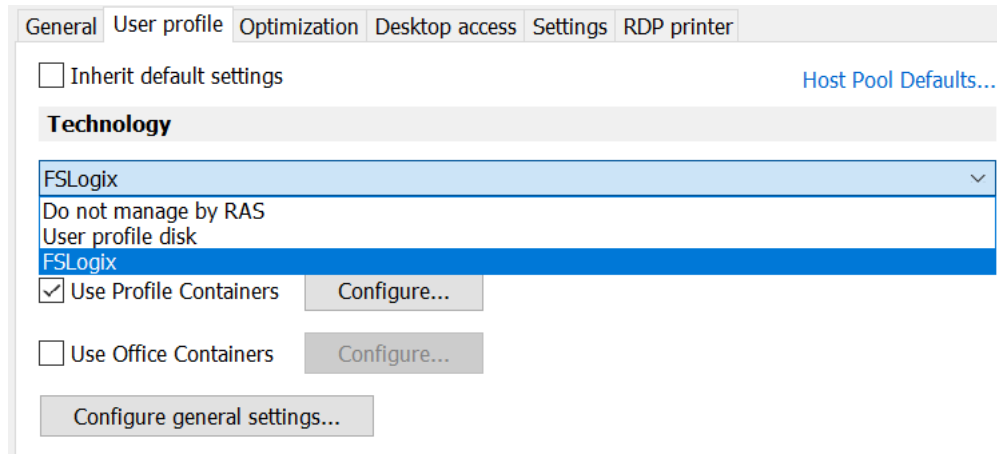 General User profile Optimization Desktop access Settings RDP printer
Inherit default settings
Host Pool Defaults...
Technology
FSLogix
Do not manage by RAS
User profile disk
FSLogix
Use Profile Containers Configure...
Use Office Containers Configure...
Configure general settings...